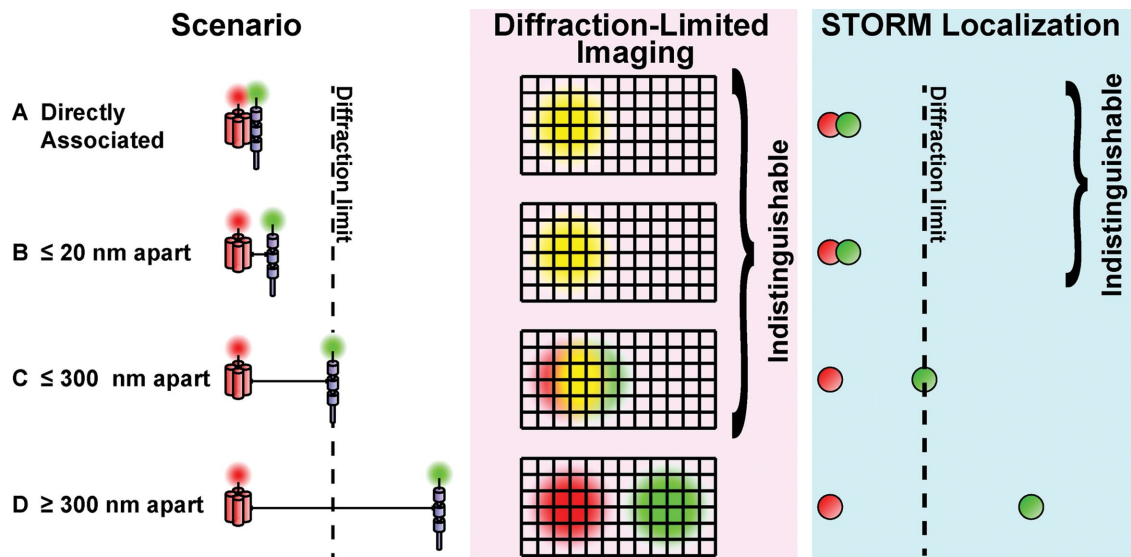 Scenario
Diffraction-Limited
Imaging
STORM Localization
A Directly
Associated
Diffraction limit
Indistinguishable
Diffraction limit
Indistinguishable
B ≤ 20 nm apart
C ≤ 300 nm apart
D ≥ 300 nm apart